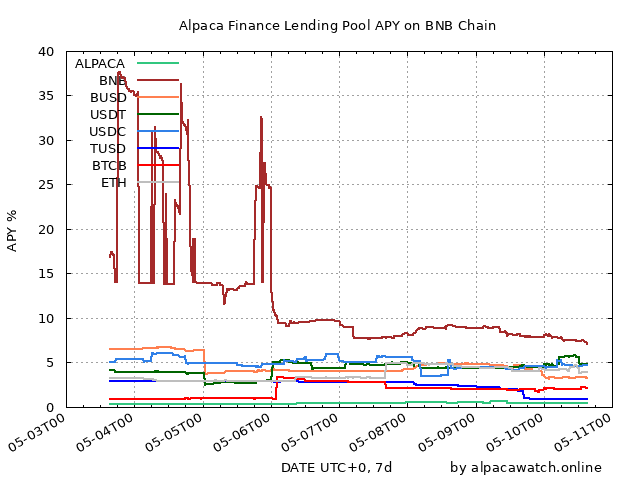 Alpaca Finance Lending Pool APY on BNB Chain
40
35
30
25
20
15
10
5
0
APY %
ALPACA
BNB
BUSD
USDT
USDC
TUSD
BTCB
ETH
05-03T00
05-04T00
05-05T00
05-06T00
05-07T00
05-08T00
05-09T00
05-10T00
05-11T00
DATE UTC+0, 7d
by alpacawatch.online